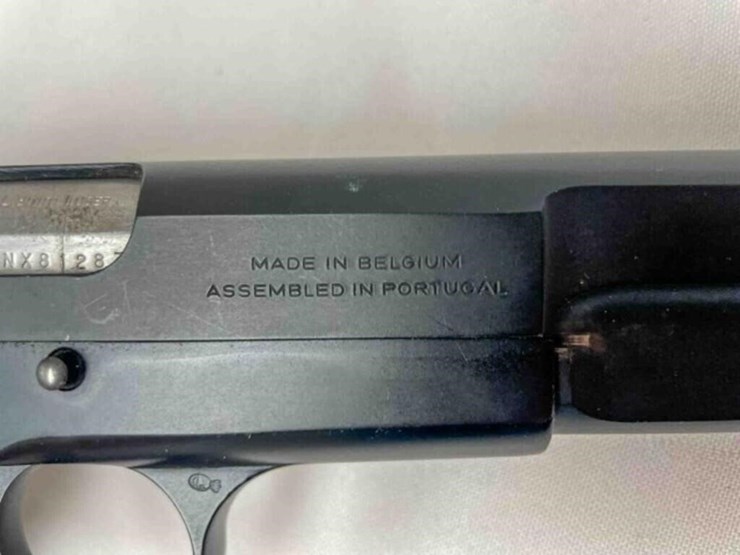 NX8128
MADE IN BELGIUM
ASSEMBLED IN PORTUGAL